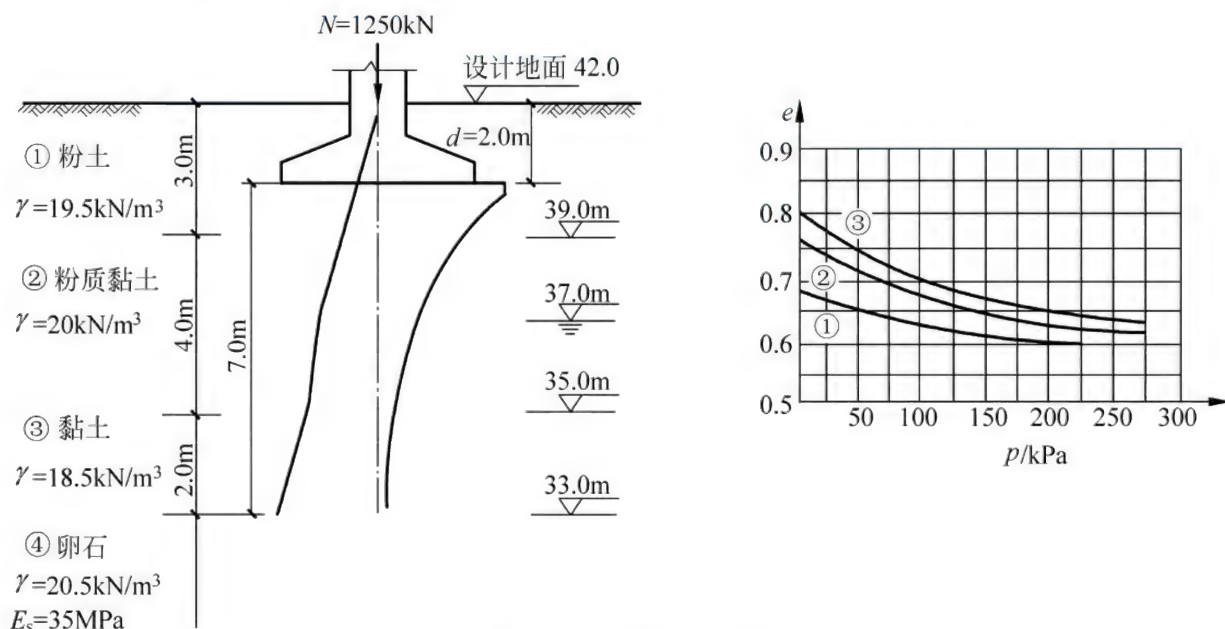 N=1250kN
设计地面 42.0
d=2.0m
3.0m
① 粉土
γ=19.5kN/m³
39.0m
② 粉质黏土
γ=20kN/m³
4.0m
7.0m
37.0m
35.0m
③ 黏土
γ=18.5kN/m³
2.0m
33.0m
④ 卵石
γ=20.5kN/m³
Eₛ=35MPa
e
0.9
0.8
0.7
0.6
0.5
③
②
①
50 100 150 200 250 300
p/kPa